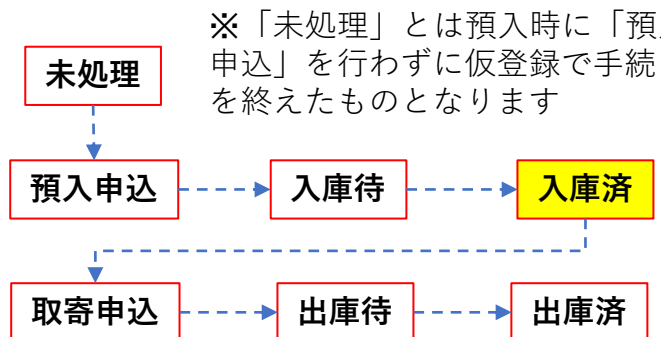 ※「未処理」とは預入時に「預
申込」を行わずに仮登録で手続
を終えたものとなります
未処理
預入申込
入庫待
入庫済
取寄申込
出庫待
出庫済